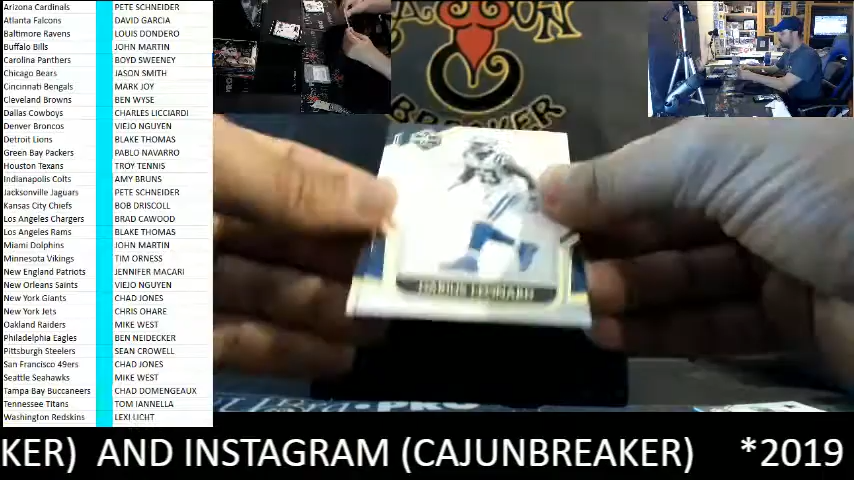 Arizona Cardinals PETE SCHNEIDER
Atlanta Falcons DAVID GARCIA
Baltimore Ravens LOUIS DONDERO
Buffalo Bills JOHN MARTIN
Carolina Panthers BOYD SWEENEY
Chicago Bears JASON SMITH
Cincinnati Bengals MARK JOY
Cleveland Browns BEN WYSE
Dallas Cowboys CHARLES LICCIARDI
Denver Broncos VIEJO NGUYEN
Detroit Lions BLAKE THOMAS
Green Bay Packers PABLO NAVARRO
Houston Texans TROY TENNIS
Indianapolis Colts AMY BRUNS
Jacksonville Jaguars PETE SCHNEIDER
Kansas City Chiefs BOB DRISCOLL
Los Angeles Chargers BRAD CAWOOD
Los Angeles Rams BLAKE THOMAS
Miami Dolphins JOHN MARTIN
Minnesota Vikings TIM ORNESS
New England Patriots JENNIFER MACARI
New Orleans Saints VIEJO NGUYEN
New York Giants CHAD JONES
New York Jets CHRIS OHARE
Oakland Raiders MIKE WEST
Philadelphia Eagles BEN NEIDECKER
Pittsburgh Steelers SEAN CROWELL
San Francisco 49ers CHAD JONES
Seattle Seahawks MIKE WEST
Tampa Bay Buccaneers CHAD DOMENGEAUX
Tennessee Titans TOM IANNELLA
Washington Redskins LEXI LICHT
BREAKER
DARIUS LEONARD
PRO
KER) AND INSTAGRAM (CAJUNBREAKER) *2019